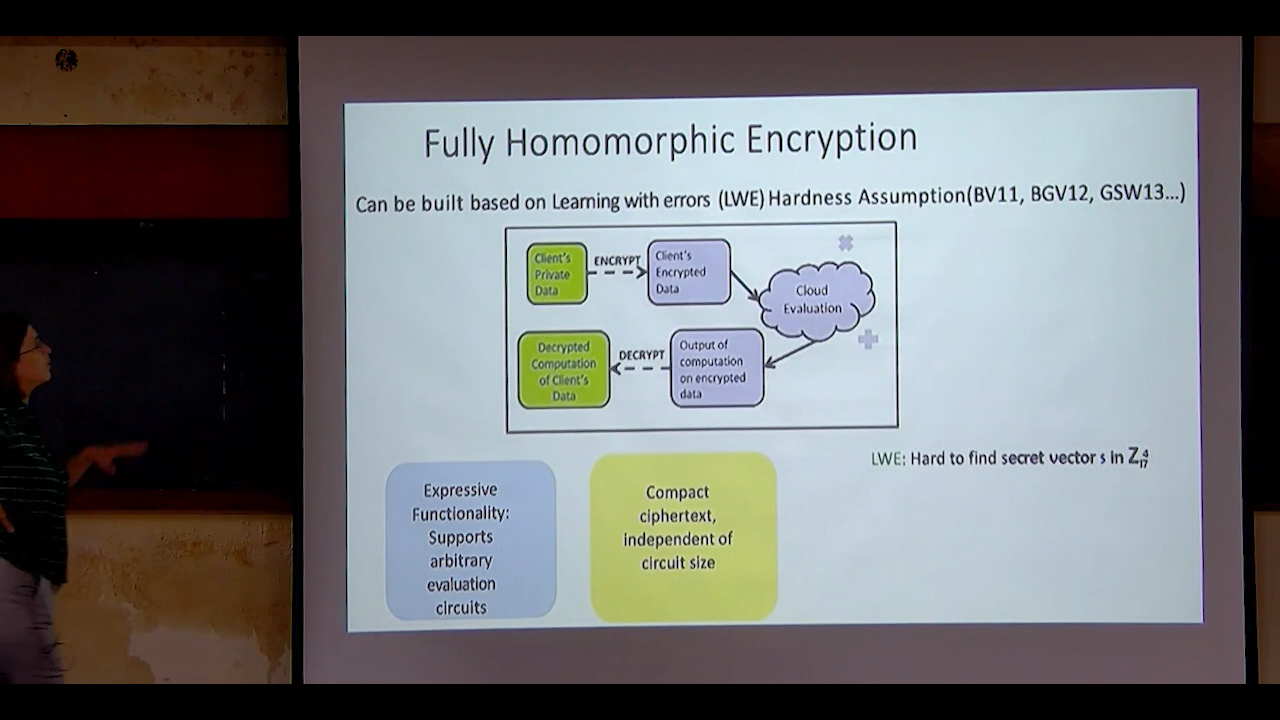 Fully Homomorphic Encryption
Can be built based on Learning with errors (LWE) Hardness Assumption(BV11, BGV12, GSW13...)
Client's
Private
Data
ENCRYPT
Client's
Encrypted
Data
Cloud
Evaluation
Decrypted
Computation
of Client's
Data
DECRYPT
Output of
computation
on encrypted
data
LWE: Hard to find secret vector s in Z₁₇⁴
Expressive
Functionality:
Supports
arbitrary
evaluation
circuits
Compact
ciphertext,
independent of
circuit size